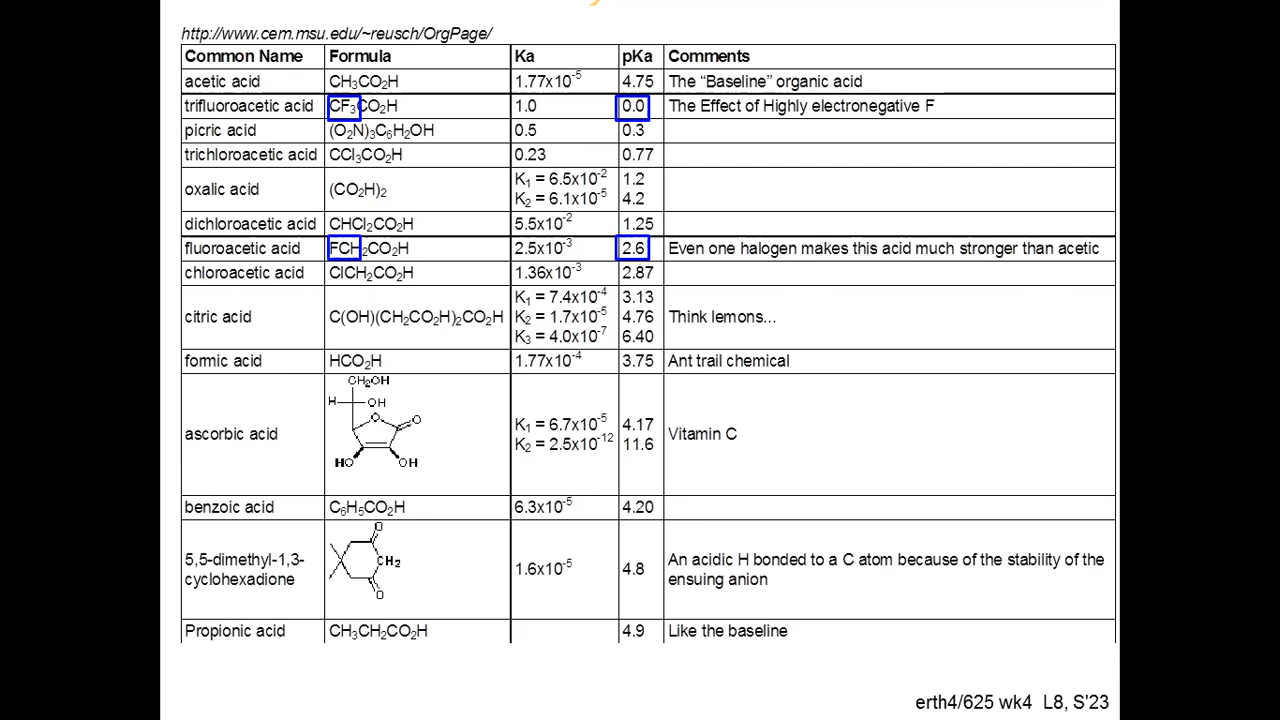 http://www.cem.msu.edu/~reusch/OrgPage/
Common Name Formula Ka pKa Comments
acetic acid CH₃CO₂H 1.77x10⁻⁵ 4.75 The “Baseline” organic acid
trifluoroacetic acid CF₃CO₂H 1.0 0.0 The Effect of Highly electronegative F
picric acid (O₂N)₃C₆H₂OH 0.5 0.3
trichloroacetic acid CCl₃CO₂H 0.23 0.77
oxalic acid (CO₂H)₂ K₁ = 6.5x10⁻² 1.2
K₂ = 6.1x10⁻⁵ 4.2
dichloroacetic acid CHCl₂CO₂H 5.5x10⁻² 1.25
fluoroacetic acid FCH₂CO₂H 2.5x10⁻³ 2.6 Even one halogen makes this acid much stronger than acetic
chloroacetic acid ClCH₂CO₂H 1.36x10⁻³ 2.87
citric acid C(OH)(CH₂CO₂H)₂CO₂H K₁ = 7.4x10⁻⁴ 3.13 Think lemons...
K₂ = 1.7x10⁻⁵ 4.76
K₃ = 4.0x10⁻⁷ 6.40
formic acid HCO₂H 1.77x10⁻⁴ 3.75 Ant trail chemical
CH₂OH
H OH
O O
HO OH
ascorbic acid K₁ = 6.7x10⁻⁵ 4.17 Vitamin C
K₂ = 2.5x10⁻¹² 11.6
benzoic acid C₆H₅CO₂H 6.3x10⁻⁵ 4.20
O
CH₂
O
5,5-dimethyl-1,3- 1.6x10⁻⁵ 4.8 An acidic H bonded to a C atom because of the stability of the
cyclohexadione ensuing anion
Propionic acid CH₃CH₂CO₂H 4.9 Like the baseline
erth4/625 wk4 L8, S'23